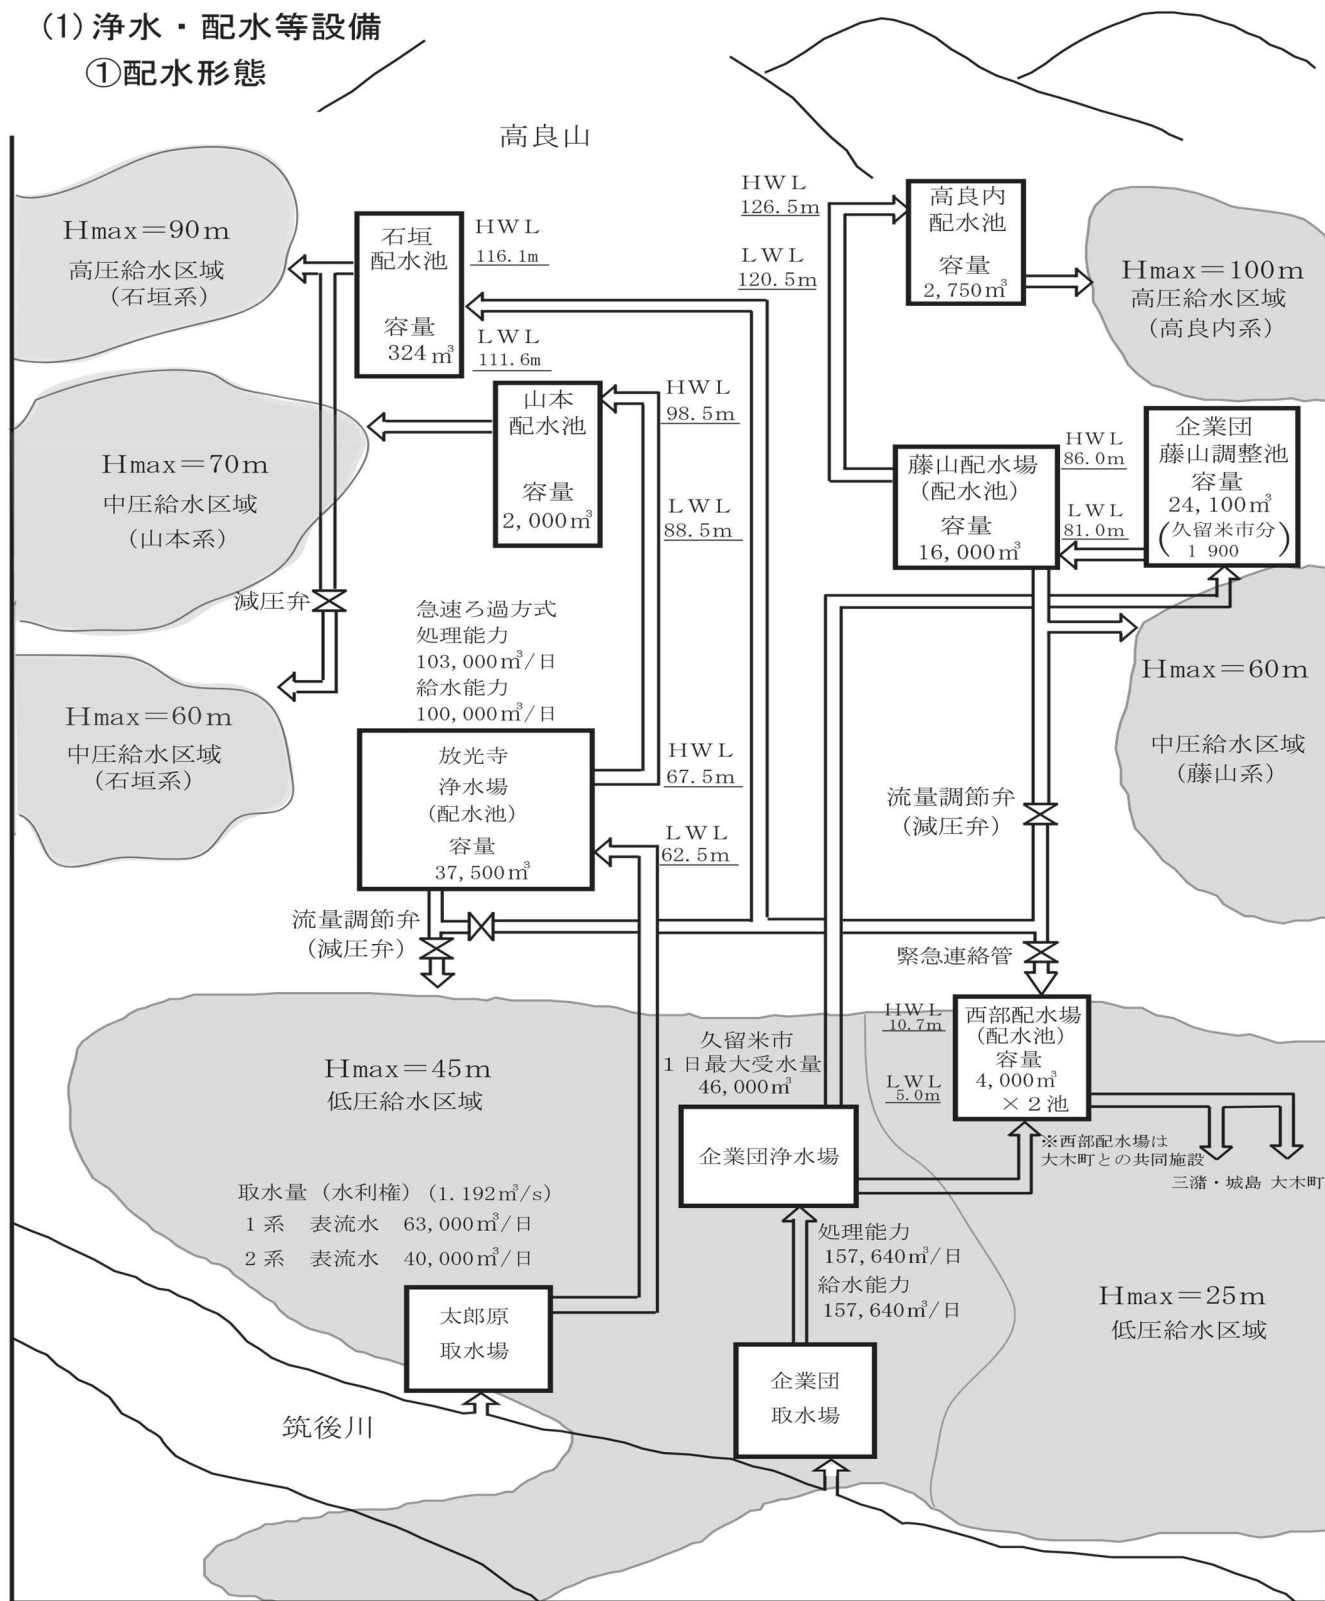 (1)浄水・配水等設備
①配水形態
高良山
Hmax=90m
高圧給水区域
(石垣系)
石垣
配水池
容量
324㎥
HWL
116.1m
LWL
111.6m
HWL
126.5m
LWL
120.5m
高良内
配水池
容量
2,750㎥
Hmax=100m
高圧給水区域
(高良内系)
Hmax=70m
中圧給水区域
(山本系)
山本
配水池
容量
2,000㎥
HWL
98.5m
LWL
88.5m
藤山配水場
(配水池)
容量
16,000㎥
HWL
86.0m
LWL
81.0m
企業団
藤山調整池
容量
24,100㎥
(久留米市分)
1 900
減圧弁
急速ろ過方式
処理能力
103,000㎥/日
給水能力
100,000㎥/日
Hmax=60m
中圧給水区域
(石垣系)
Hmax=60m
中圧給水区域
(藤山系)
放光寺
浄水場
(配水池)
容量
37,500㎥
HWL
67.5m
LWL
62.5m
流量調節弁
(減圧弁)
流量調節弁
(減圧弁)
緊急連絡管
Hmax=45m
低圧給水区域
久留米市
1日最大受水量
46,000㎥
HWL
10.7m
LWL
5.0m
西部配水場
(配水池)
容量
4,000㎥
×2池
企業団浄水場
※西部配水場は
大木町との共同施設
三潴・城島 大木町
取水量(水利権)(1.192㎥/s)
1系 表流水 63,000㎥/日
2系 表流水 40,000㎥/日
処理能力
157,640㎥/日
給水能力
157,640㎥/日
Hmax=25m
低圧給水区域
太郎原
取水場
企業団
取水場
筑後川